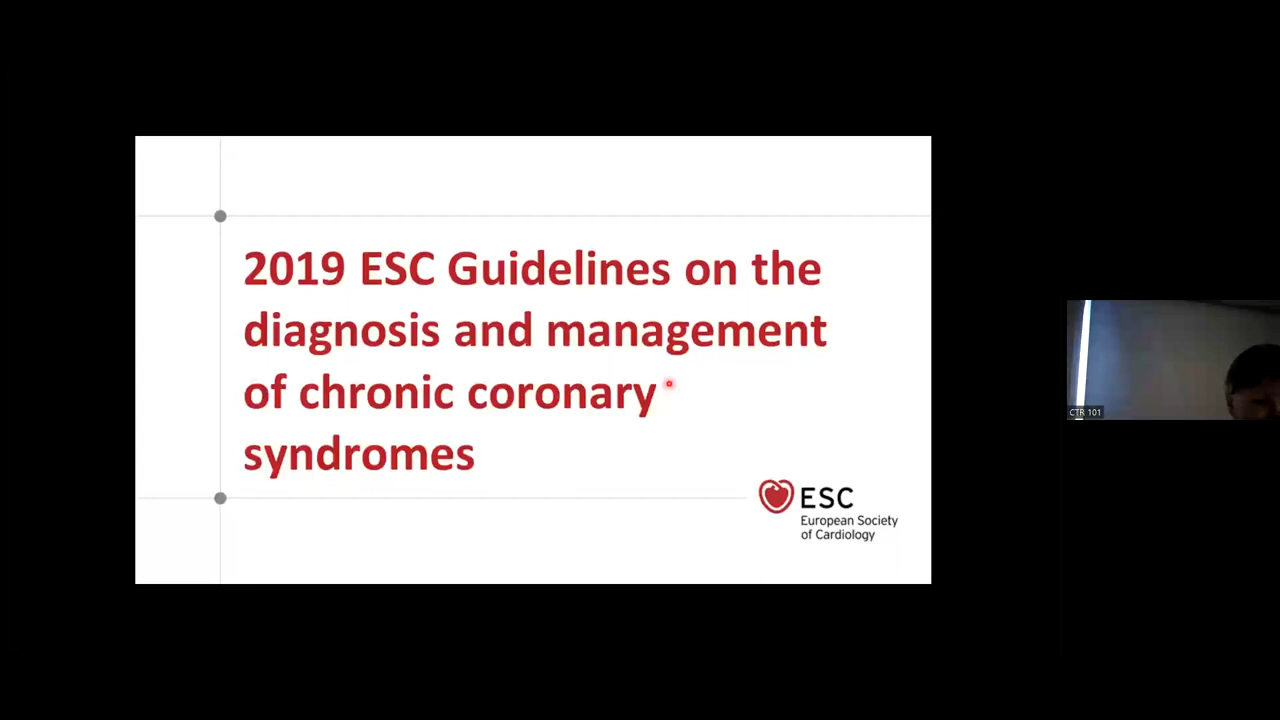 2019 ESC Guidelines on the
diagnosis and management
of chronic coronary
syndromes
ESC
European Society
of Cardiology
CTR 101